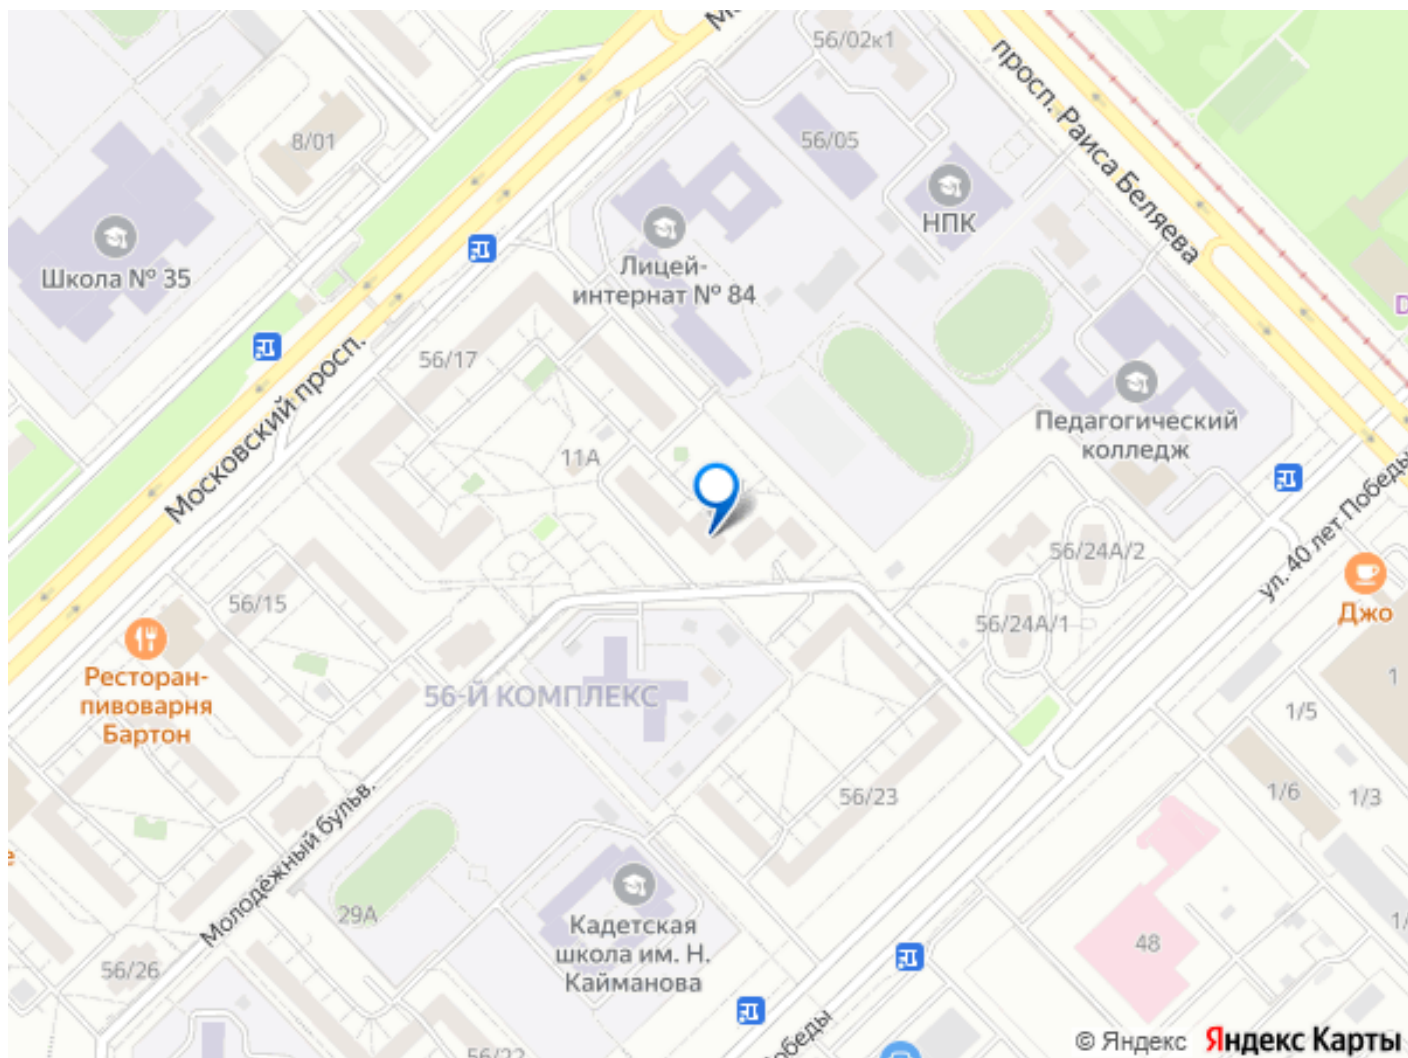 56/02к1
просп. Раиса Беляева
8/01
56/05
НПК
Школа № 35
Лицей-
интернат № 84
56/17
Московский просп.
Педагогический
колледж
11А
ул. 40 лет Победы
56/24А/2
56/24А/1
Джо
56/15
Ресторан-
пивоварня
Бартон
56-Й КОМПЛЕКС
1
1/5
56/23
1/6
1/3
Молодёжный бульв.
29А
Кадетская
школа им. Н.
Кайманова
48
56/26
56/22
Победы
© Яндекс Яндекс Карты